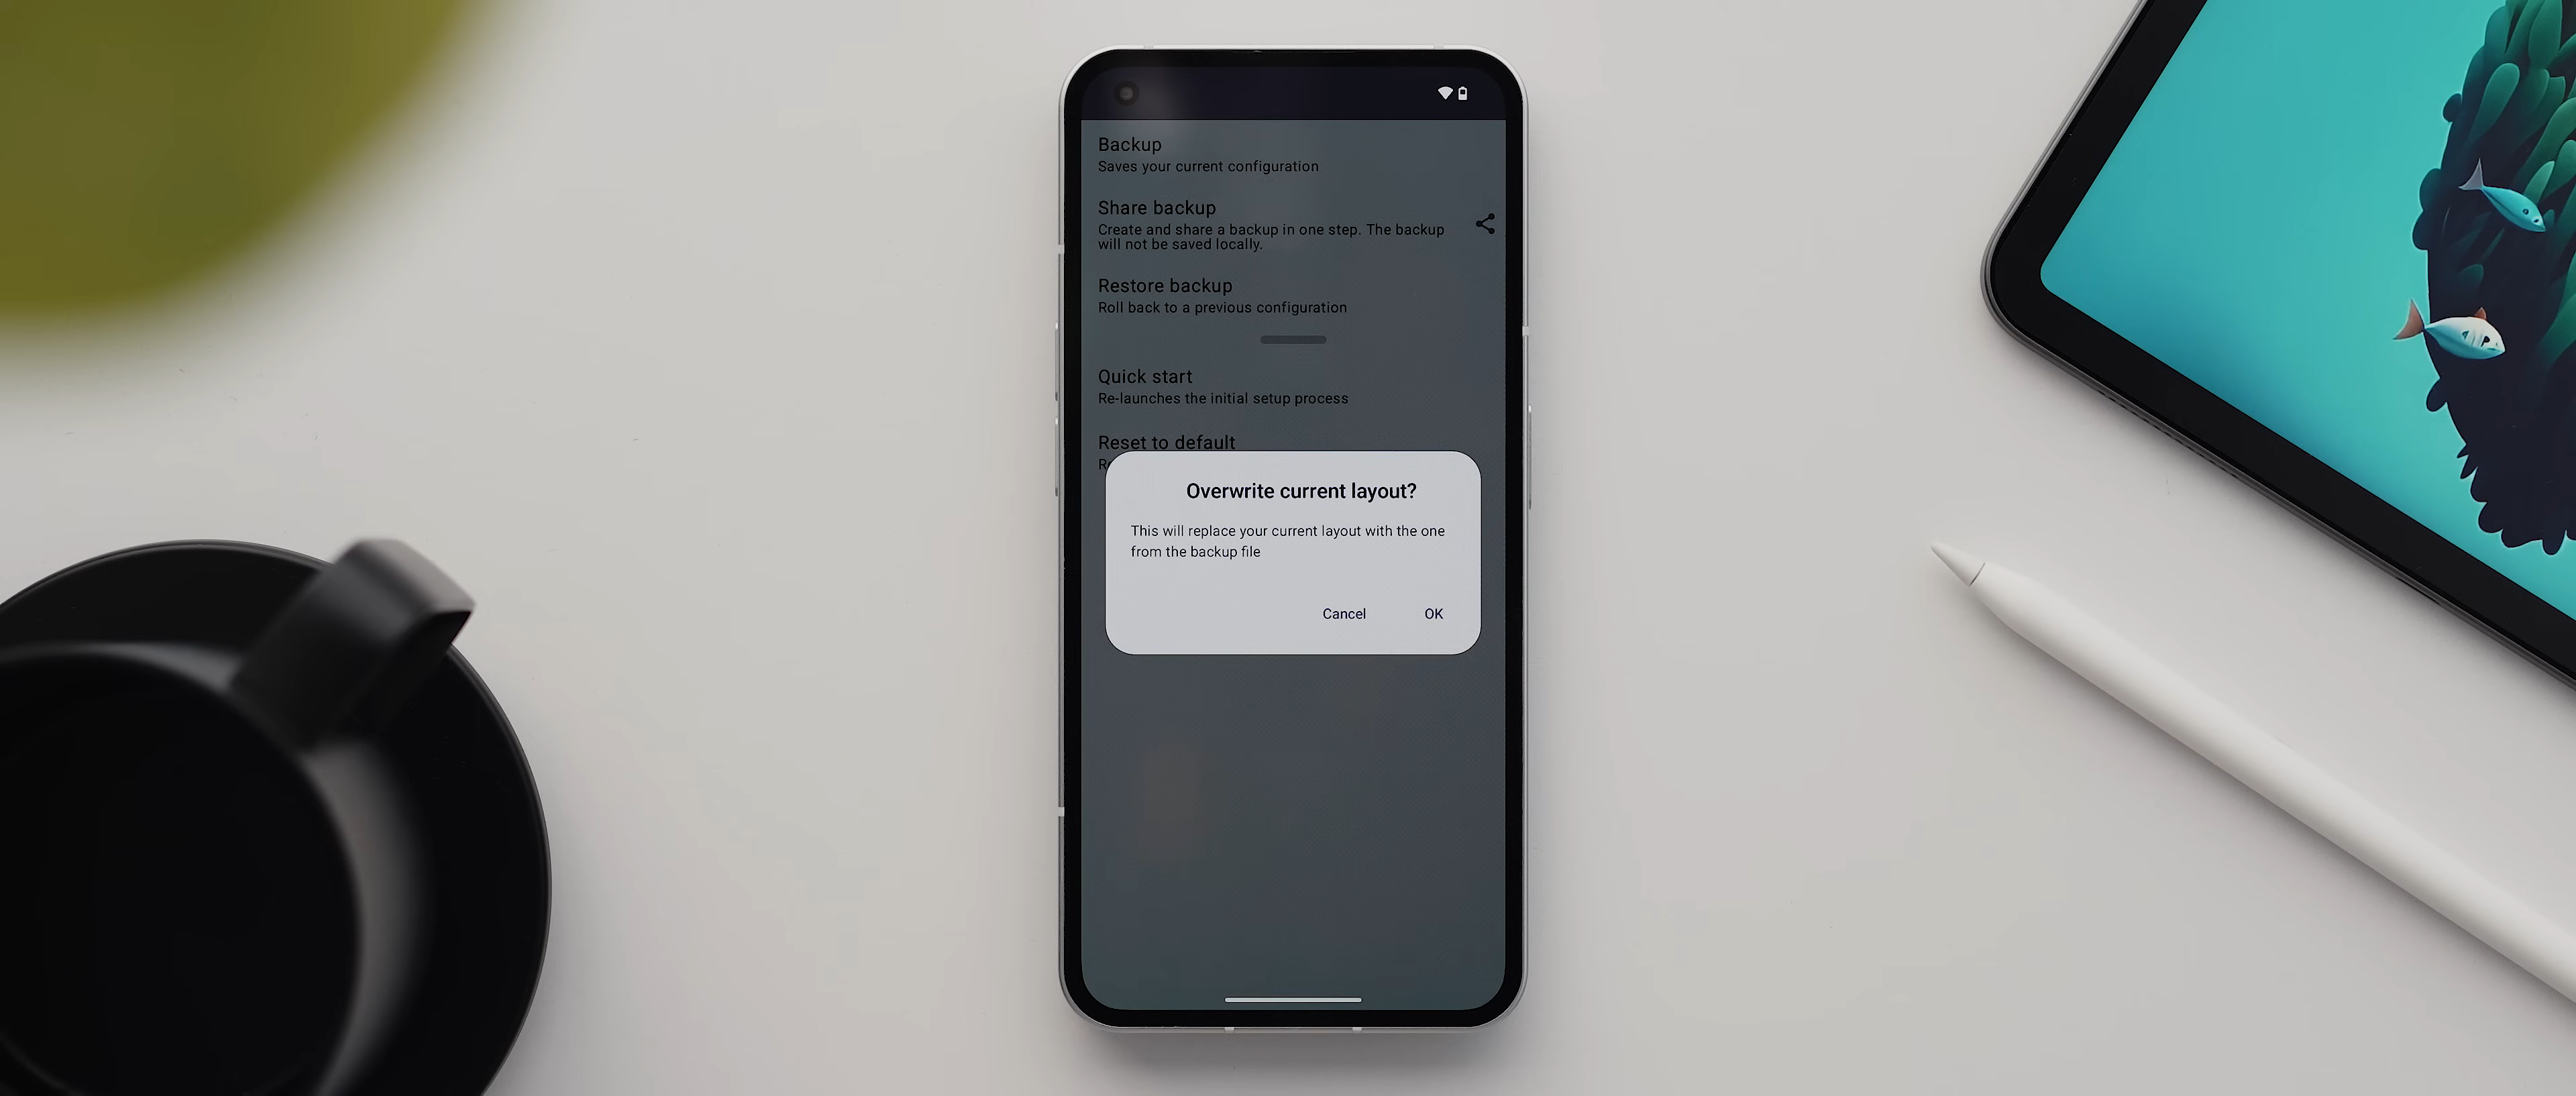 Backup
Saves your current configuration
Share backup
Create and share a backup in one step. The backup
will not be saved locally.
Restore backup
Roll back to a previous configuration
Quick start
Re-launches the initial setup process
Reset to default
Overwrite current layout?
This will replace your current layout with the one
from the backup file
Cancel
OK